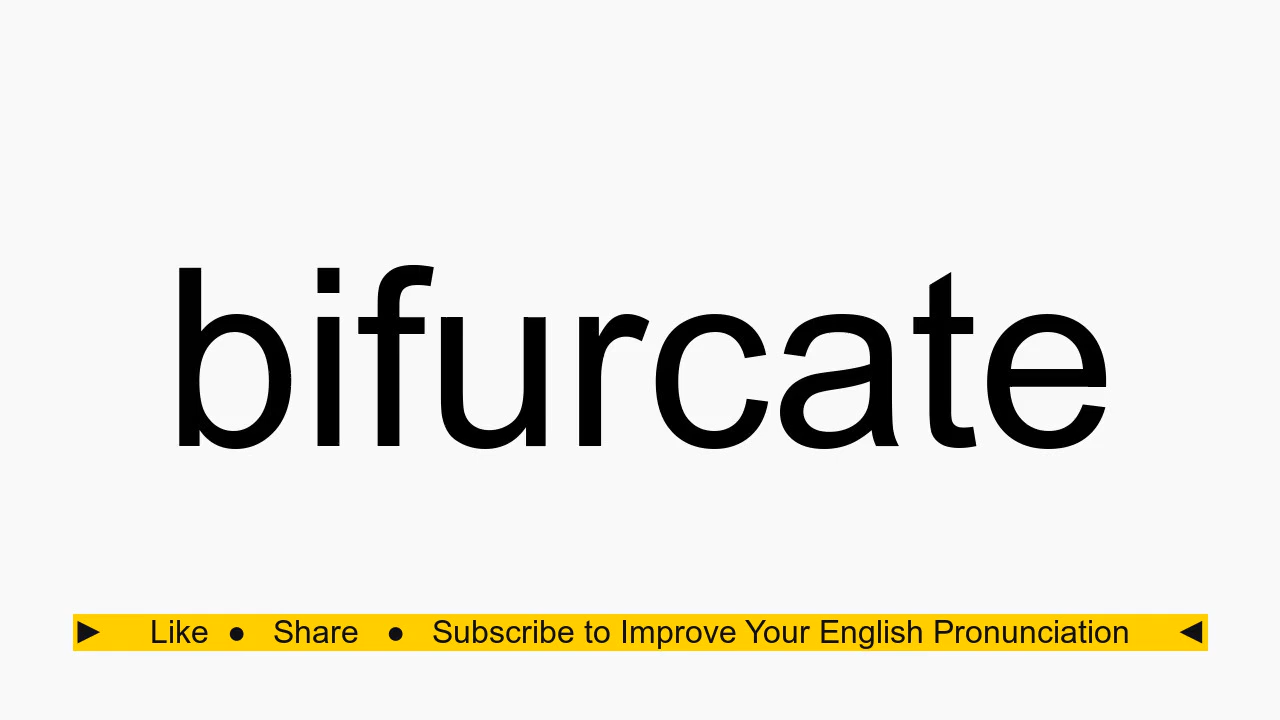 bifurcate
► Like ● Share ● Subscribe to Improve Your English Pronunciation ◄